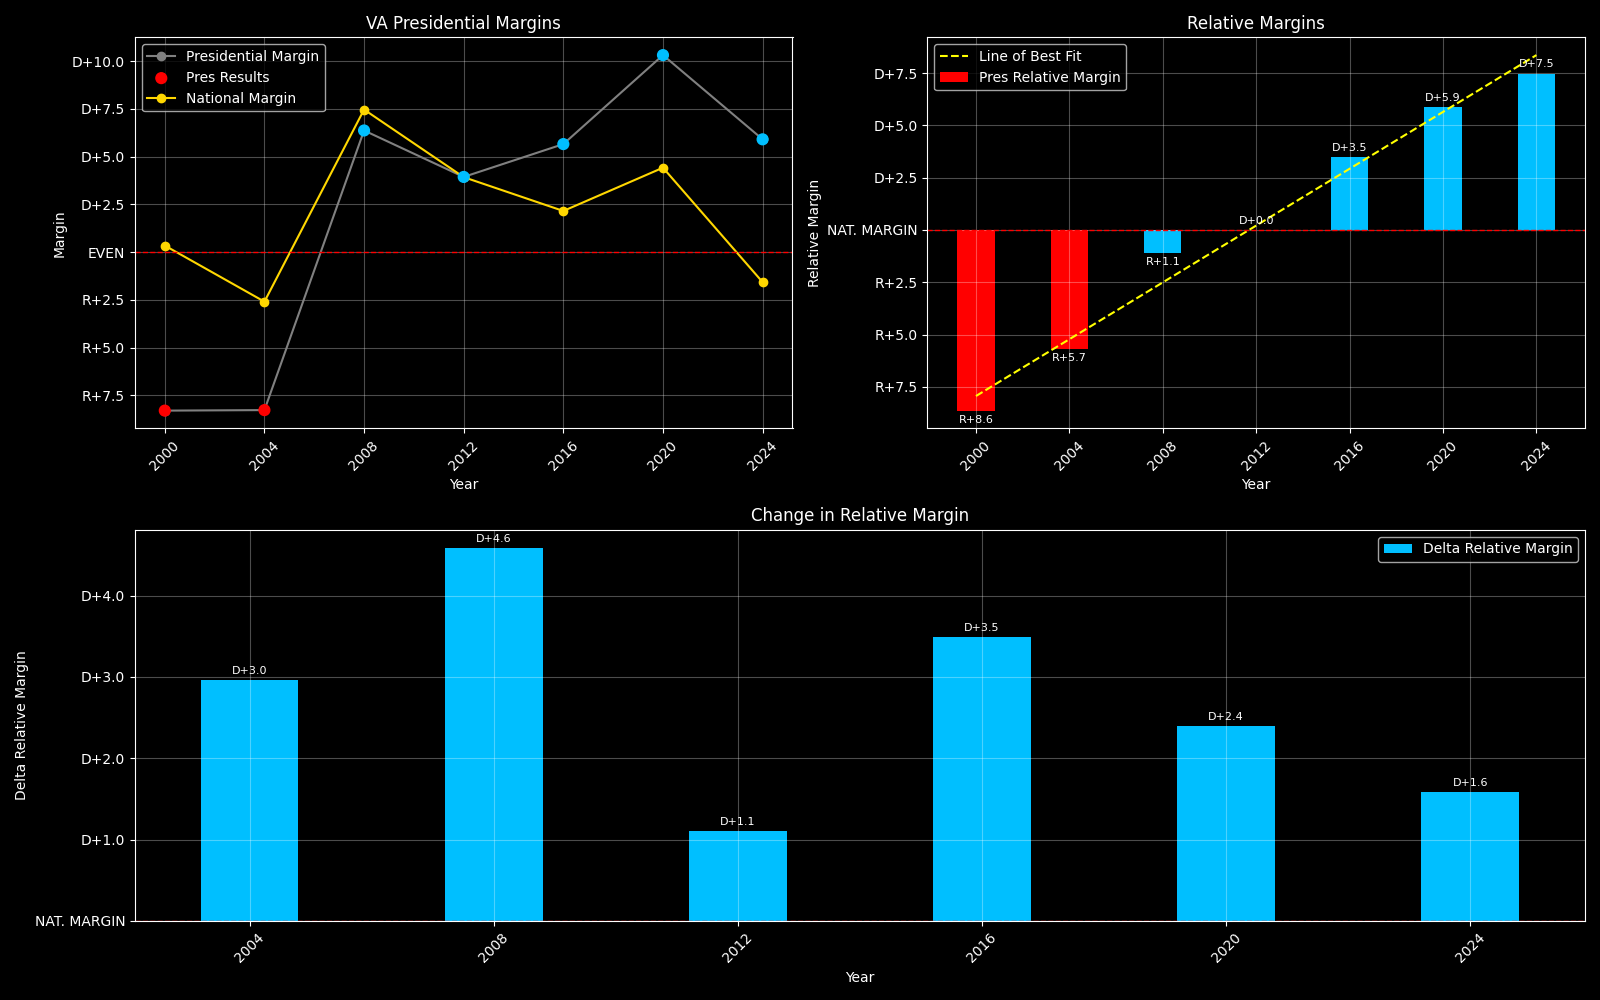 VA Presidential Margins
Presidential Margin
Pres Results
National Margin
D+10.0
D+7.5
D+5.0
D+2.5
EVEN
R+2.5
R+5.0
R+7.5
Margin
2000
2004
2008
2012
2016
2020
2024
Year
Relative Margins
Line of Best Fit
Pres Relative Margin
D+7.5
D+5.0
D+2.5
NAT. MARGIN
R+2.5
R+5.0
R+7.5
Relative Margin
R+8.6
R+5.7
R+1.1
D+0.0
D+3.5
D+5.9
D+7.5
2000
2004
2008
2012
2016
2020
2024
Year
Change in Relative Margin
Delta Relative Margin
D+4.0
D+3.0
D+2.0
D+1.0
NAT. MARGIN
Delta Relative Margin
D+3.0
D+4.6
D+1.1
D+3.5
D+2.4
D+1.6
2004
2008
2012
2016
2020
2024
Year